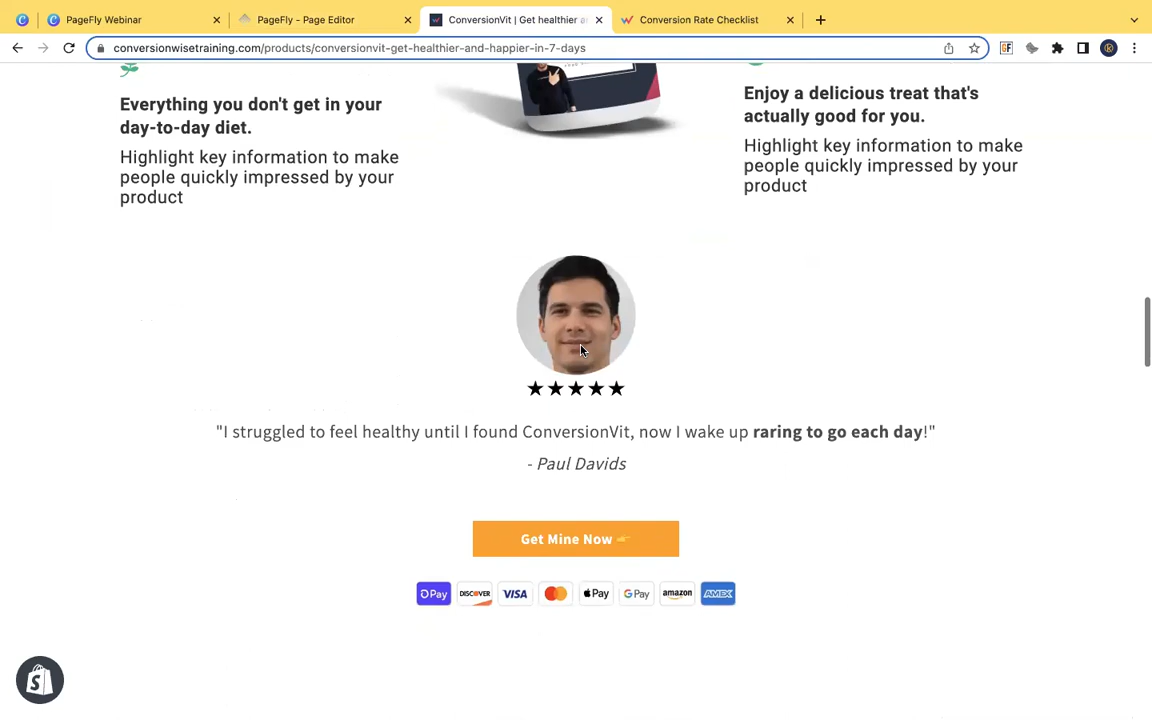 PageFly Webinar
PageFly - Page Editor
ConversionVit | Get healthier a
Conversion Rate Checklist
conversionwisetraining.com/products/conversionvit-get-healthier-and-happier-in-7-days
GF
Everything you don't get in your
day-to-day diet.
Highlight key information to make
people quickly impressed by your
product
Enjoy a delicious treat that's
actually good for you.
Highlight key information to make
people quickly impressed by your
product
★★★★★
"I struggled to feel healthy until I found ConversionVit, now I wake up raring to go each day!"
- Paul Davids
Get Mine Now 👉
Pay DISCOVER VISA Pay G Pay amazon AMEX